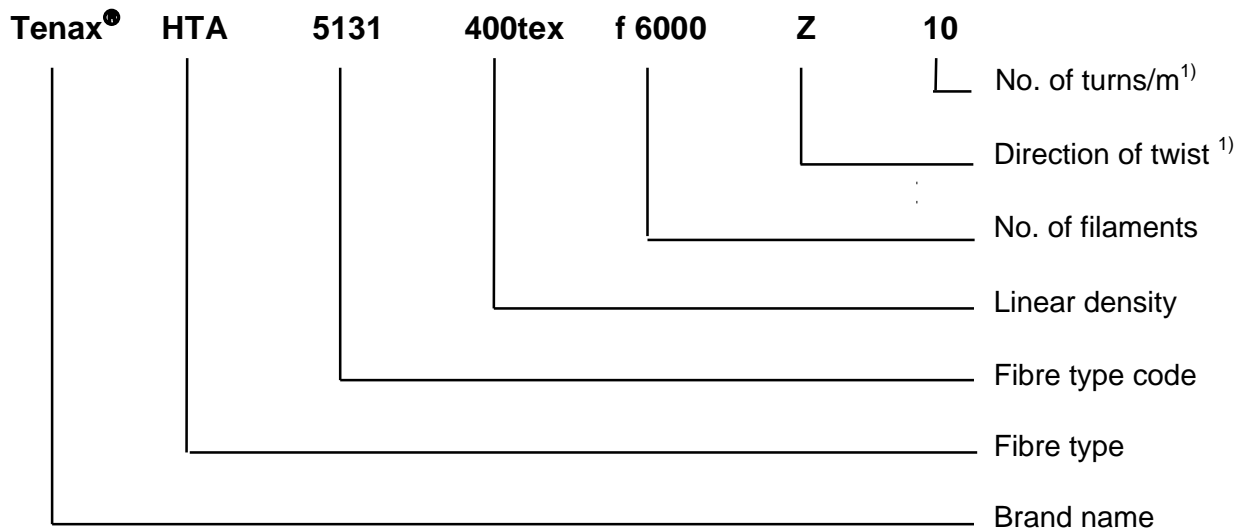 Tenax® HTA 5131 400tex f 6000 Z 10
No. of turns/m1)
Direction of twist 1)
No. of filaments
Linear density
Fibre type code
Fibre type
Brand name